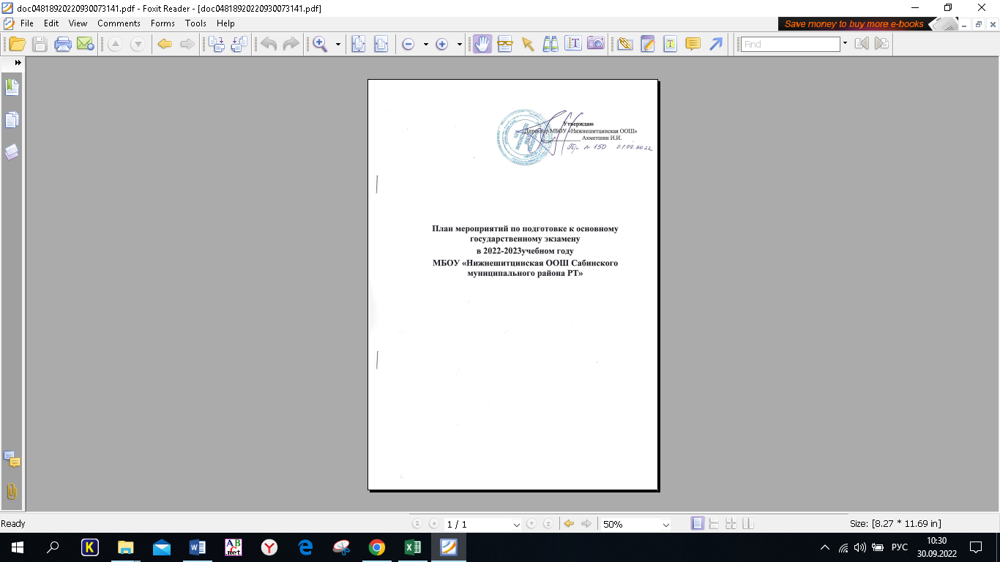 doc04818920220930073141.pdf - Foxit Reader - [doc04818920220930073141.pdf]
File Edit View Comments Forms Tools Help
Save money to buy more e-books
Find
Утверждаю
Директор МБОУ «Нижнешитцинская ООШ»
Ахметшин И.И.
Пр. № 150 01.09.2022
План мероприятий по подготовке к основному
государственному экзамену
в 2022-2023учебном году
МБОУ «Нижнешитцинская ООШ Сабинского
муниципального района РТ»
Ready
1 / 1
50%
Size: [8.27 * 11.69 in]
РУС
10:30
30.09.2022